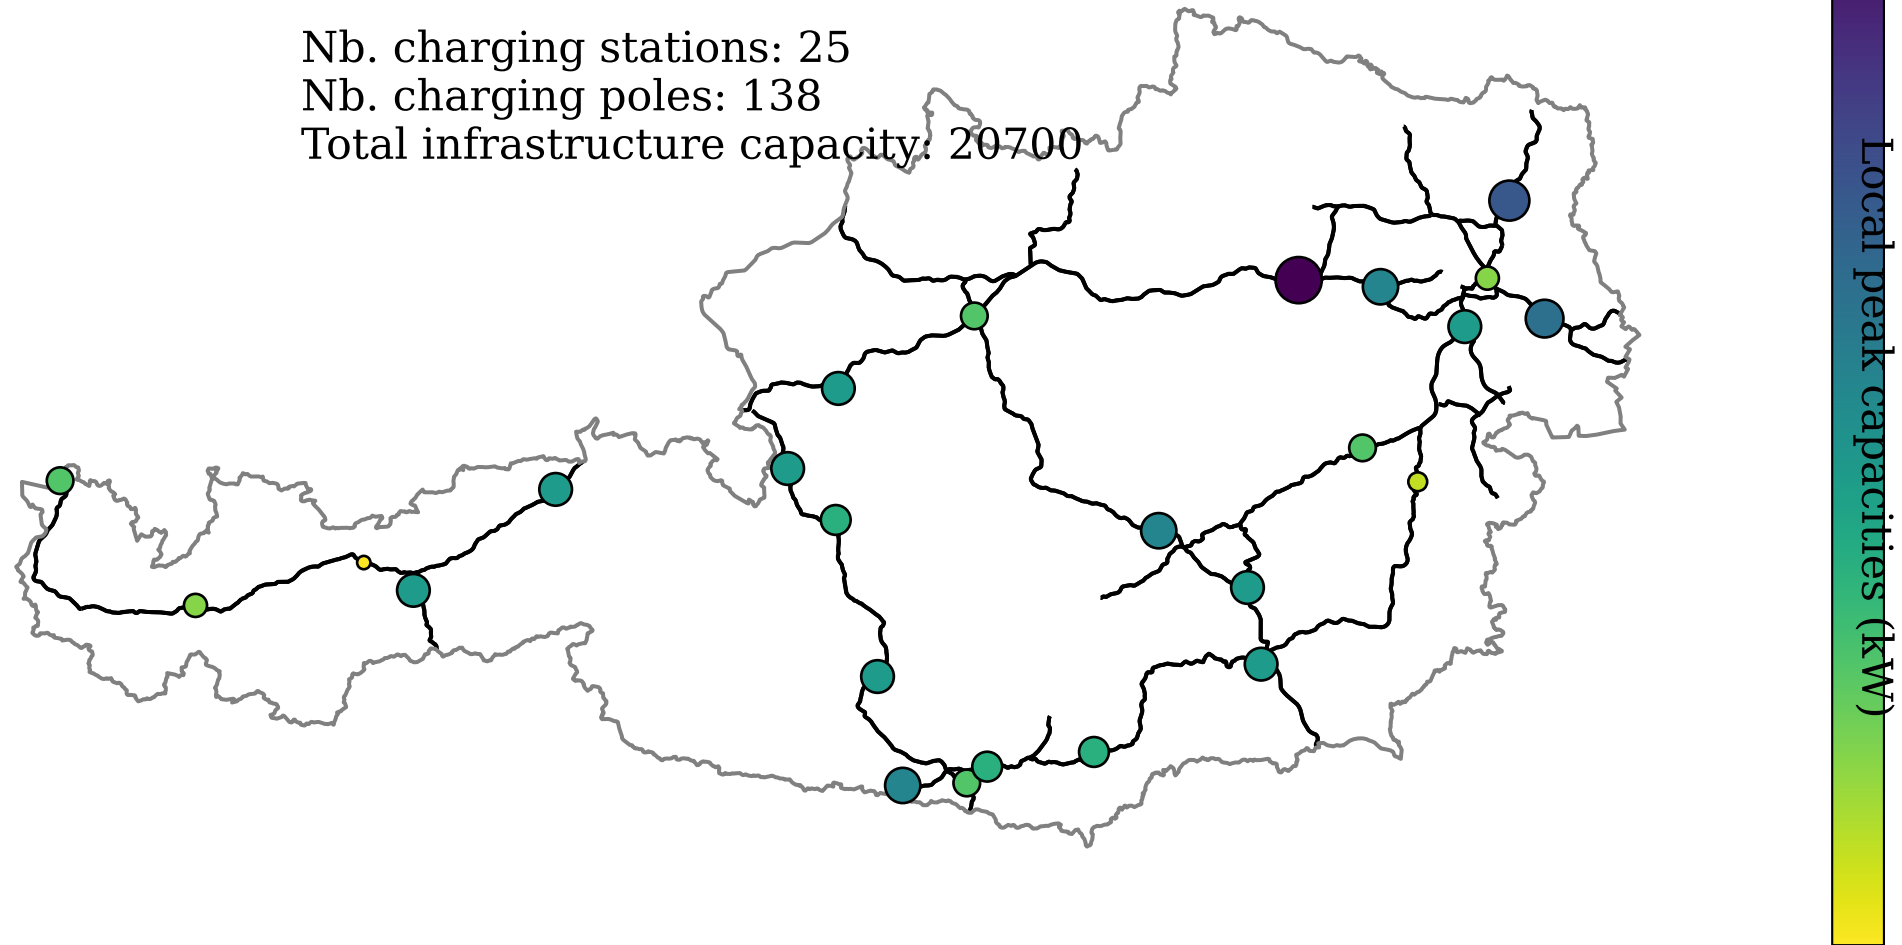 Nb. charging stations: 25
Nb. charging poles: 138
Total infrastructure capacity: 20700
Local peak capacities (kW)